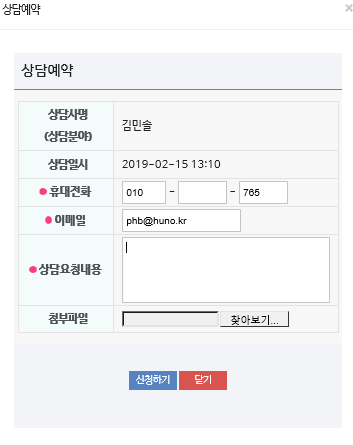 상담예약
×
상담예약
상담사명
(상담분야)
김민솔
상담일시
2019-02-15 13:10
● 휴대전화
010 - - 765
● 이메일
phb@huno.kr
● 상담요청내용
첨부파일
찾아보기...
신청하기
닫기